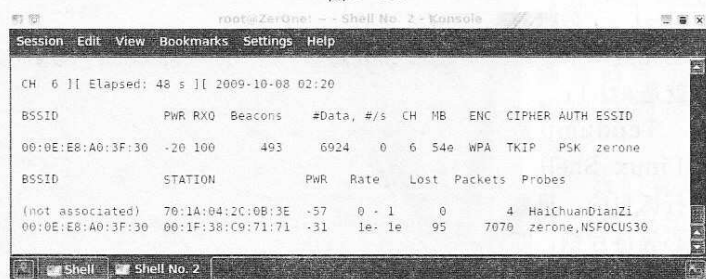 root@ZerOne: ~ - Shell No. 2 - Konsole
Session Edit View Bookmarks Settings Help
CH 6 ][ Elapsed: 48 s ][ 2009-10-08 02:20
BSSID PWR RXQ Beacons #Data, #/s CH MB ENC CIPHER AUTH ESSID
00:0E:E8:A0:3F:30 -20 100 493 6924 0 6 54e WPA TKIP PSK zerone
BSSID STATION PWR Rate Lost Packets Probes
(not associated) 70:1A:04:2C:0B:3E -57 0 - 1 0 4 HaiChuanDianZi
00:0E:E8:A0:3F:30 00:1F:38:C9:71:71 -31 1e- 1e 95 7070 zerone,NSFOCUS30
Shell Shell No. 2